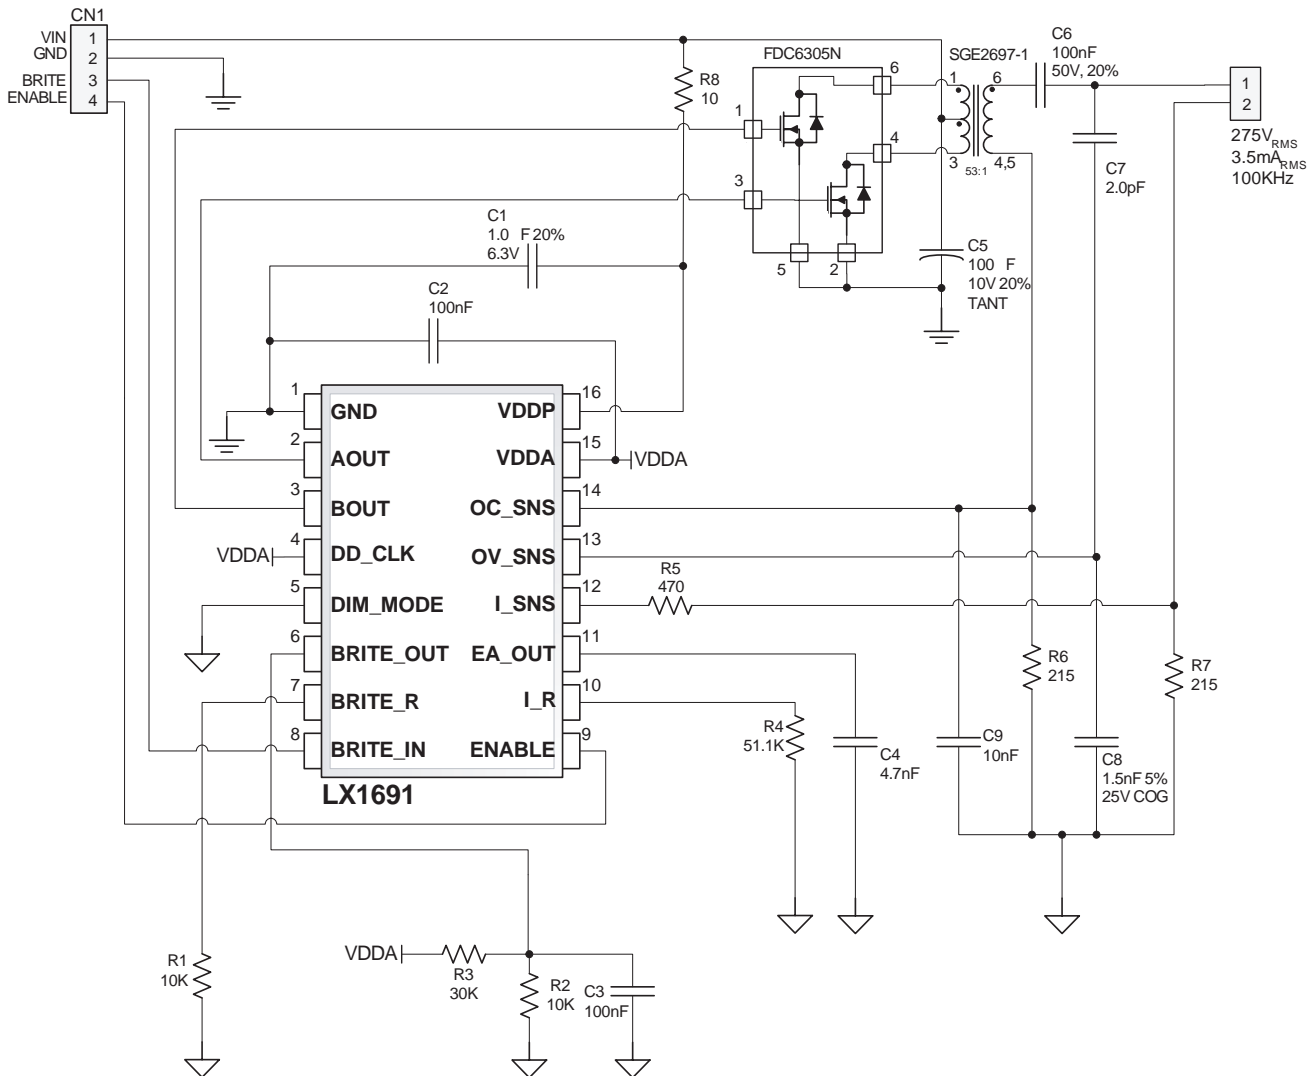 CN1
VIN 1
GND 2
BRITE 3
ENABLE 4
R8
10
FDC6305N
1
3
6
4
5
2
SGE2697-1
1
6
3
4,5
53:1
C6
100nF
50V, 20%
1
2
275VRMS
3.5mARMS
100KHz
C7
2.0pF
C5
100 F
10V 20%
TANT
C1
1.0 F 20%
6.3V
C2
100nF
1 GND
2 AOUT
3 BOUT
4 DD_CLK
VDDA
5 DIM_MODE
6 BRITE_OUT
7 BRITE_R
8 BRITE_IN
VDDP 16
VDDA 15
VDDA
OC_SNS 14
OV_SNS 13
I_SNS 12
EA_OUT 11
I_R 10
ENABLE 9
LX1691
R5
470
R6
215
R7
215
R4
51.1K
C4
4.7nF
C9
10nF
C8
1.5nF 5%
25V COG
R1
10K
VDDA
R3
30K
R2
10K
C3
100nF